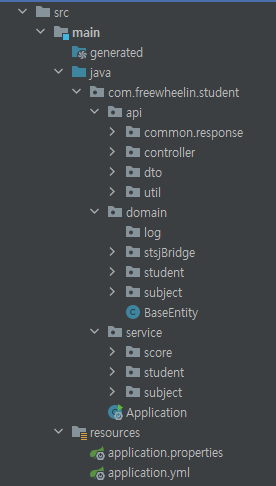 src
main
generated
java
com.freewheelin.student
api
common.response
controller
dto
util
domain
log
stsjBridge
student
subject
BaseEntity
service
score
student
subject
Application
resources
application.properties
application.yml